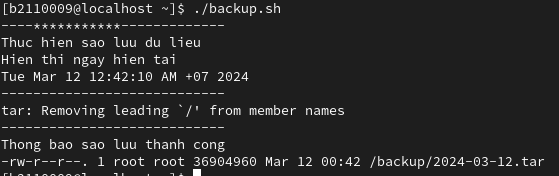 [b2110009@localhost ~]$ ./backup.sh
----***********------------
Thuc hien sao luu du lieu
Hien thi ngay hien tai
Tue Mar 12 12:42:10 AM +07 2024
---------------------------
tar: Removing leading `/' from member names
---------------------------
Thong bao sao luu thanh cong
-rw-r--r--. 1 root root 36904960 Mar 12 00:42 /backup/2024-03-12.tar
[b2110009@localhost ~]$